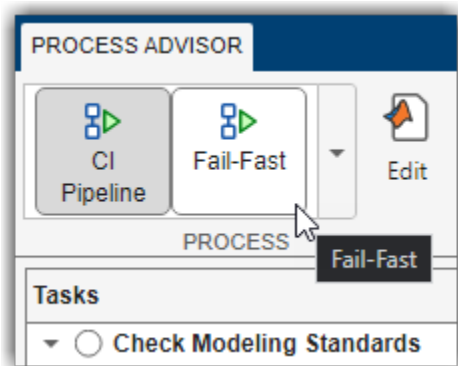 PROCESS ADVISOR
CI
Pipeline
Fail-Fast
Edit
PROCESS
Fail-Fast
Tasks
Check Modeling Standards